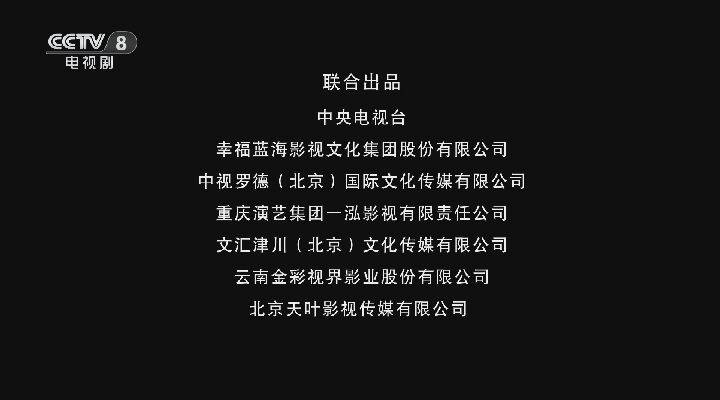 CCTV 8
电视剧
联合出品
中央电视台
幸福蓝海影视文化集团股份有限公司
中视罗德（北京）国际文化传媒有限公司
重庆演艺集团一泓影视有限责任公司
文汇津川（北京）文化传媒有限公司
云南金彩视界影业股份有限公司
北京天叶影视传媒有限公司